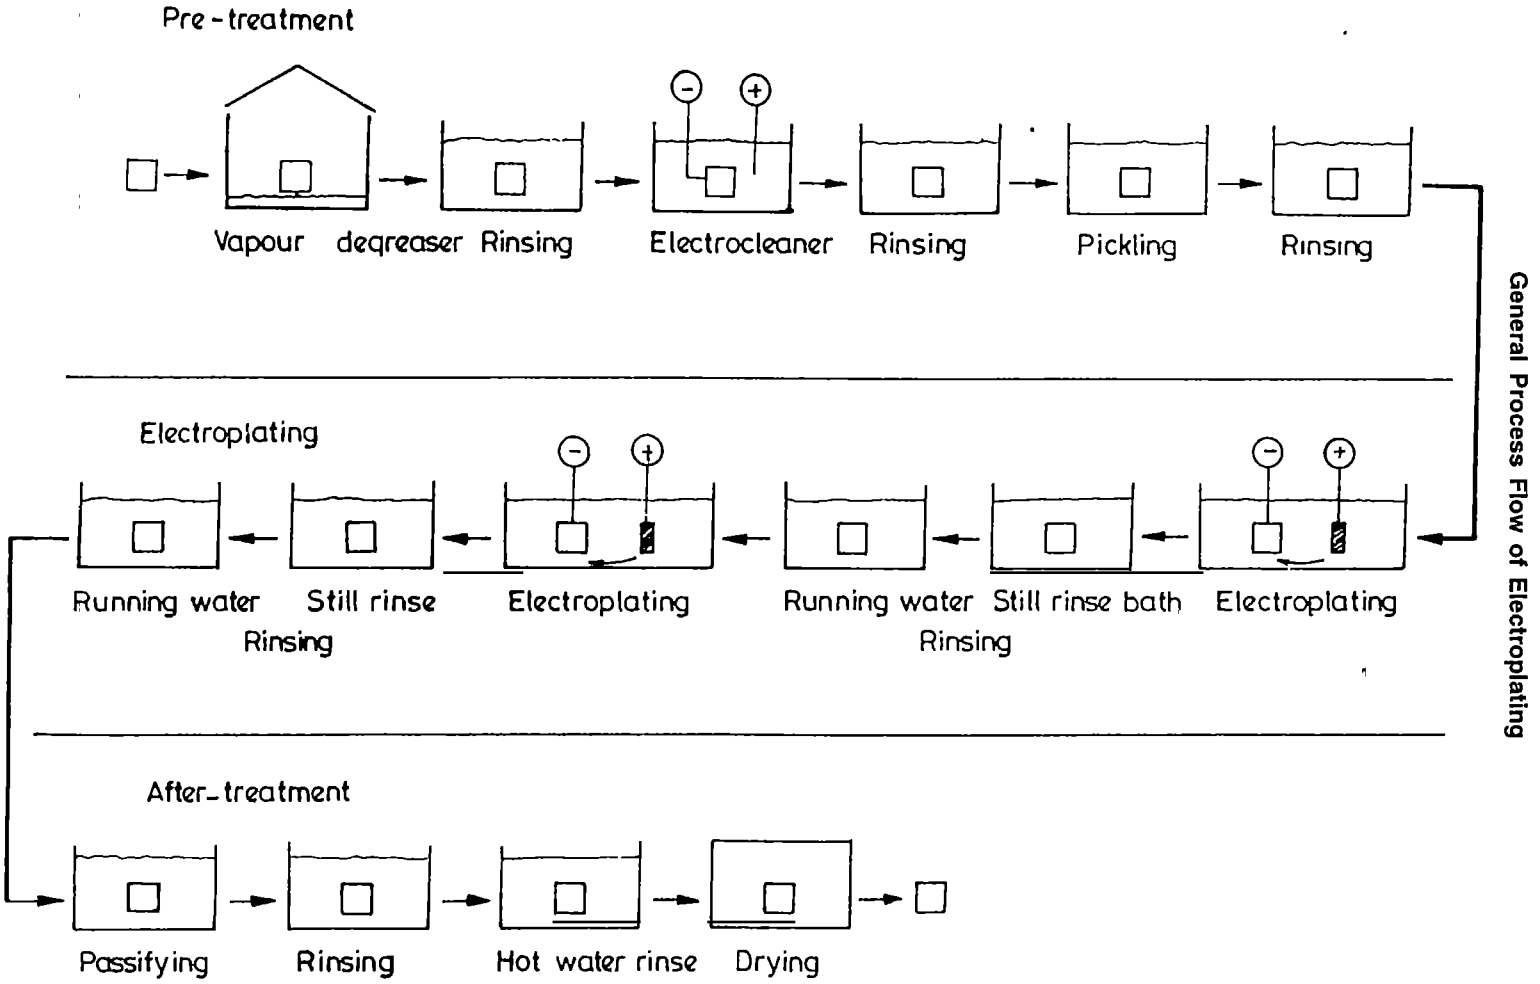 Pre-treatment
− +
Vapour deqreaser Rinsing Electrocleaner Rinsing Pickling Rinsing
General Process Flow of Electroplating
Electroplating
− + − +
Running water Still rinse Electroplating Running water Still rinse bath Electroplating
Rinsing Rinsing
After-treatment
Passifying Rinsing Hot water rinse Drying